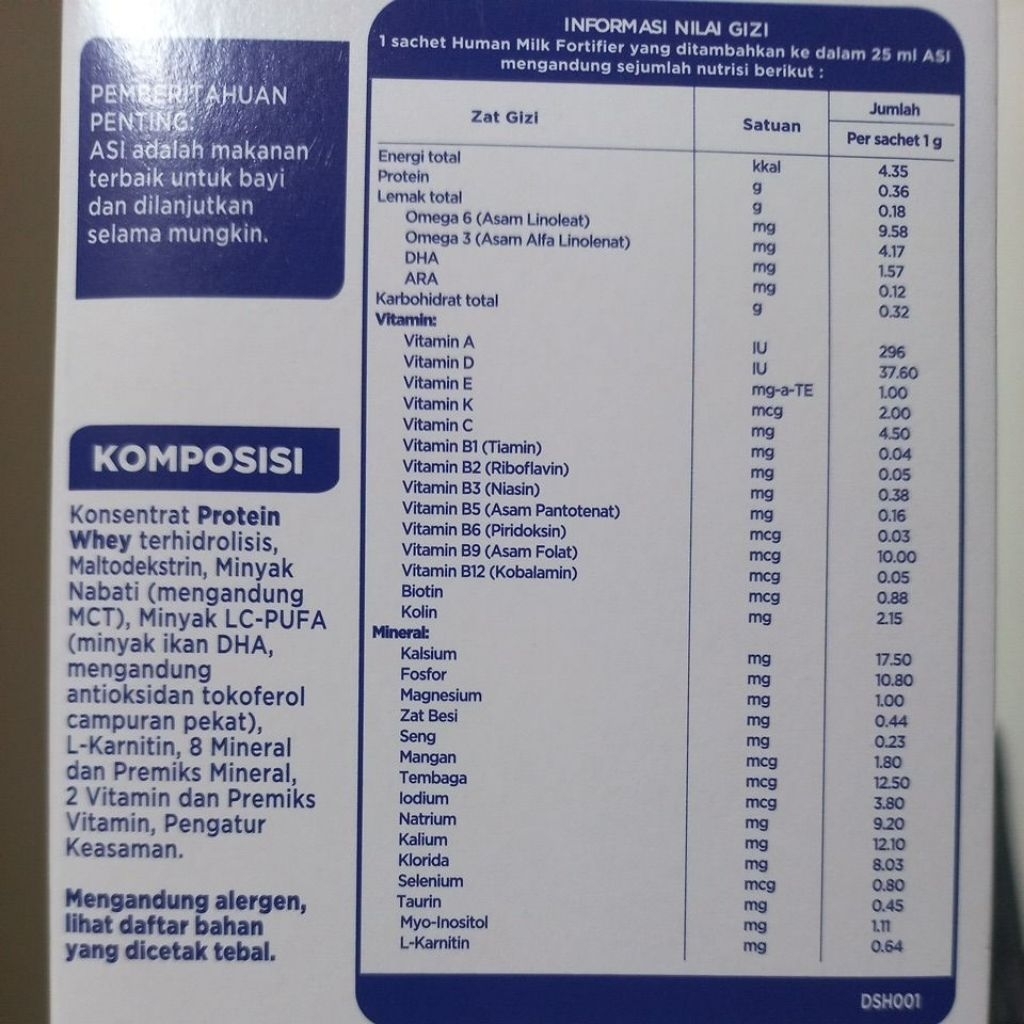 PEMBERITAHUAN
PENTING:
ASI adalah makanan
terbaik untuk bayi
dan dilanjutkan
selama mungkin.
KOMPOSISI
Konsentrat Protein
Whey terhidrolisis,
Maltodekstrin, Minyak
Nabati (mengandung
MCT), Minyak LC-PUFA
(minyak ikan DHA,
mengandung
antioksidan tokoferol
campuran pekat),
L-Karnitin, 8 Mineral
dan Premiks Mineral,
2 Vitamin dan Premiks
Vitamin, Pengatur
Keasaman.
Mengandung alergen,
lihat daftar bahan
yang dicetak tebal.
INFORMASI NILAI GIZI
1 sachet Human Milk Fortifier yang ditambahkan ke dalam 25 ml ASI
mengandung sejumlah nutrisi berikut :
Zat Gizi Satuan Jumlah
Per sachet 1 g
Energi total kkal 4.35
Protein g 0.36
Lemak total g 0.18
Omega 6 (Asam Linoleat) mg 9.58
Omega 3 (Asam Alfa Linolenat) mg 4.17
DHA mg 1.57
ARA mg 0.12
Karbohidrat total g 0.32
Vitamin:
Vitamin A IU 296
Vitamin D IU 37.60
Vitamin E mg-a-TE 1.00
Vitamin K mcg 2.00
Vitamin C mg 4.50
Vitamin B1 (Tiamin) mg 0.04
Vitamin B2 (Riboflavin) mg 0.05
Vitamin B3 (Niasin) mg 0.38
Vitamin B5 (Asam Pantotenat) mg 0.16
Vitamin B6 (Piridoksin) mcg 0.03
Vitamin B9 (Asam Folat) mcg 10.00
Vitamin B12 (Kobalamin) mcg 0.05
Biotin mcg 0.88
Kolin mg 2.15
Mineral:
Kalsium mg 17.50
Fosfor mg 10.80
Magnesium mg 1.00
Zat Besi mg 0.44
Seng mg 0.23
Mangan mcg 1.80
Tembaga mcg 12.50
Iodium mcg 3.80
Natrium mg 9.20
Kalium mg 12.10
Klorida mg 8.03
Selenium mcg 0.80
Taurin mg 0.45
Myo-Inositol mg 1.11
L-Karnitin mg 0.64
DSH001